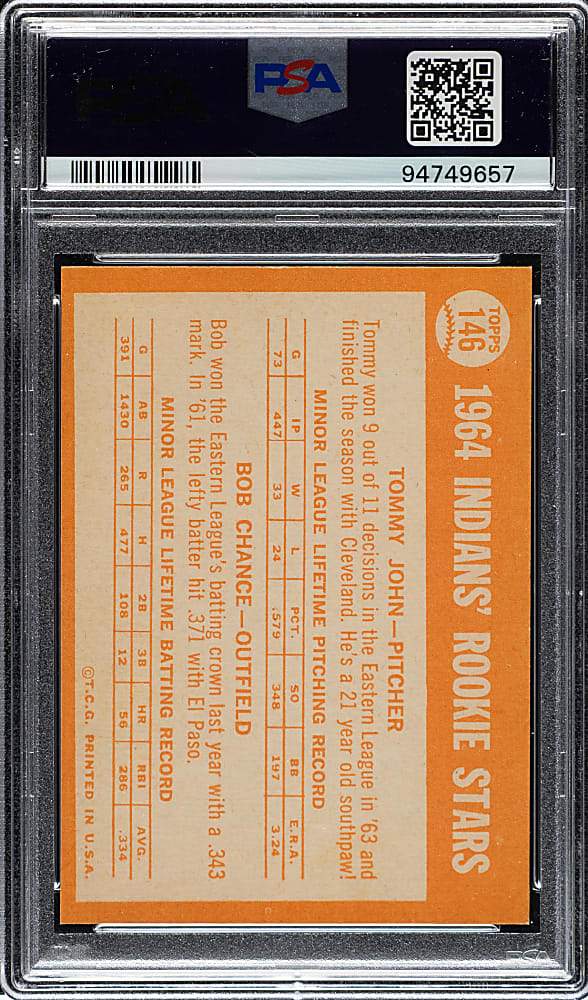 PSA
94749657
TOPPS
146
1964 INDIANS' ROOKIE STARS
TOMMY JOHN—PITCHER
Tommy won 9 out of 11 decisions in the Eastern League in '63 and
finished the season with Cleveland. He's a 21 year old southpaw!
MINOR LEAGUE LIFETIME PITCHING RECORD
G IP W L PCT. SO BB E.R.A.
73 447 33 24 .579 348 197 3.24
BOB CHANCE—OUTFIELD
Bob won the Eastern League's batting crown last year with a .343
mark. In '61, the lefty batter hit .371 with El Paso.
MINOR LEAGUE LIFETIME BATTING RECORD
G AB R H 2B 3B HR RBI AVG.
391 1430 265 477 108 12 56 286 .334
©T.C.G. PRINTED IN U.S.A.
PSA